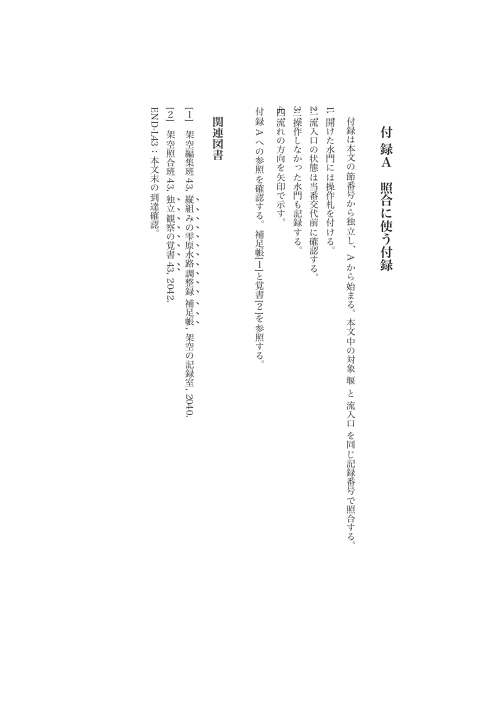 付録A 照合に使う付録
付録は本文の節番号から独立し、Aから始まる。本文中の対象 堰 と 流入口 を同じ記録番号で照合する。
1. 開けた水門には操作札を付ける。
2. 流入口の状態は当番交代前に確認する。
3. 操作しなかった水門も記録する。
四 流れの方向を矢印で示す。
付録 A への参照を確認する。補足帳[1]と覚書[2]を参照する。
関連図書
[1] 架空編集班 43, 縦組みの雫原水路調整録 補足帳, 架空の記録室, 2040.
[2] 架空照合班 43, 独立観察の覚書 43, 2042.
END-L43：本文末の到達確認。